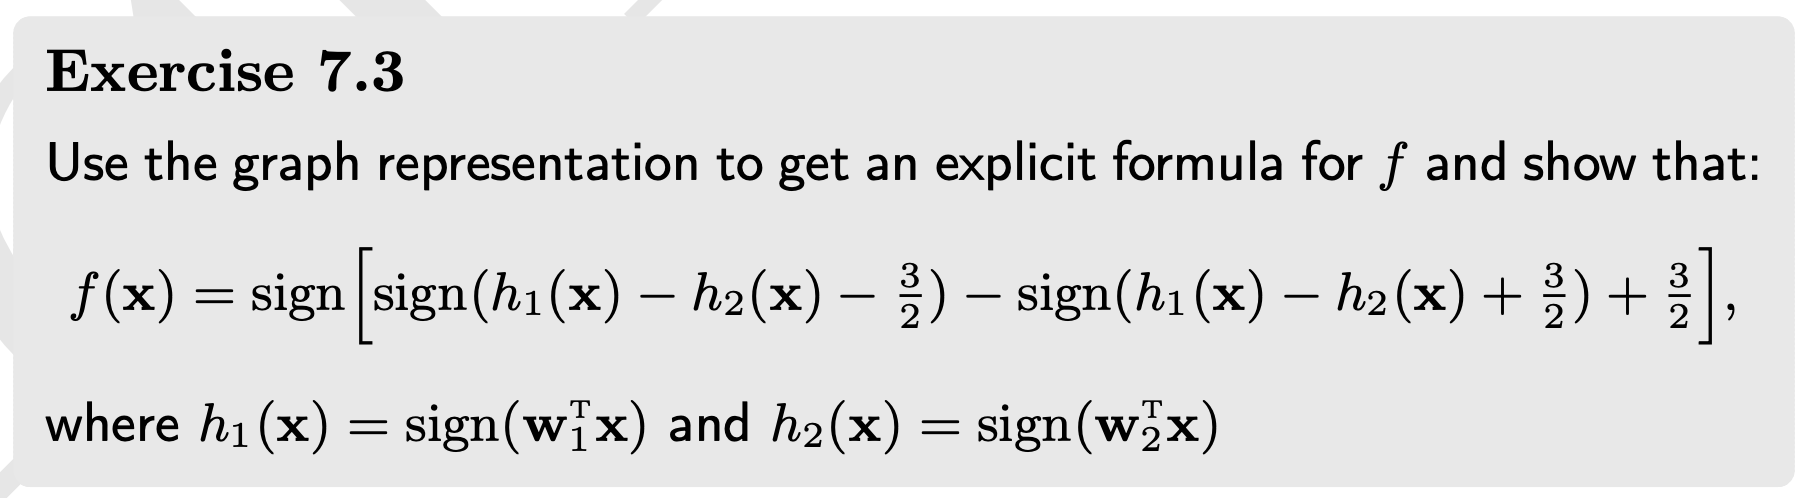 Exercise 7.3
Use the graph representation to get an explicit formula for f and show that:
f(x) = sign[sign(h₁(x) − h₂(x) − 3/2) − sign(h₁(x) − h₂(x) + 3/2) + 3/2],
where h₁(x) = sign(w₁ᵀx) and h₂(x) = sign(w₂ᵀx)